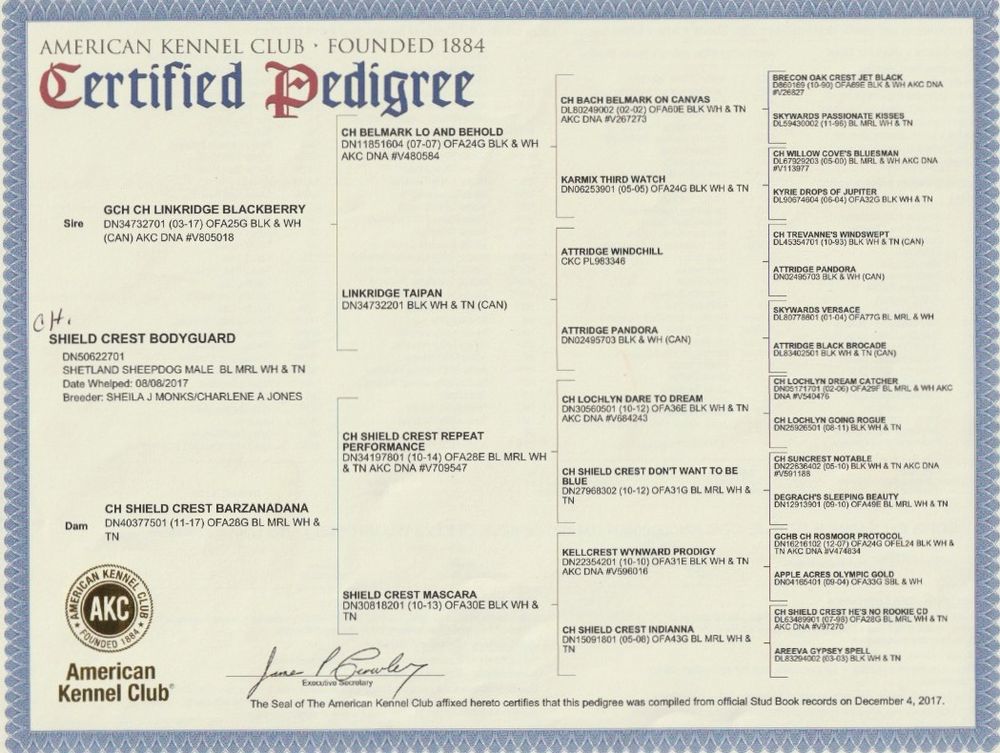 AMERICAN KENNEL CLUB · FOUNDED 1884
Certified Pedigree
Sire
GCH CH LINKRIDGE BLACKBERRY
DN34732701 (03-17) OFA25G BLK & WH
(CAN) AKC DNA #V805018
CH.
SHIELD CREST BODYGUARD
DN50622701
SHETLAND SHEEPDOG MALE BL MRL WH & TN
Date Whelped: 08/08/2017
Breeder: SHEILA J MONKS/CHARLENE A JONES
Dam
CH SHIELD CREST BARZANADANA
DN40377501 (11-17) OFA28G BL MRL WH &
TN
CH BELMARK LO AND BEHOLD
DN11851604 (07-07) OFA24G BLK & WH
AKC DNA #V480584
LINKRIDGE TAIPAN
DN34732201 BLK WH & TN (CAN)
CH SHIELD CREST REPEAT
PERFORMANCE
DN34197801 (10-14) OFA28E BL MRL WH
& TN AKC DNA #V709547
SHIELD CREST MASCARA
DN30818201 (10-13) OFA30E BLK WH &
TN
CH BACH BELMARK ON CANVAS
DL80249002 (02-02) OFA60E BLK WH & TN
AKC DNA #V267273
KARMIX THIRD WATCH
DN06253901 (05-05) OFA24G BLK WH & TN
ATTRIDGE WINDCHILL
CKC PL983346
ATTRIDGE PANDORA
DN02495703 BLK & WH (CAN)
CH LOCHLYN DARE TO DREAM
DN30560501 (10-12) OFA36E BLK WH & TN
AKC DNA #V684243
CH SHIELD CREST DON'T WANT TO BE
BLUE
DN27968302 (10-12) OFA31G BL MRL WH &
TN
KELLCREST WYNWARD PRODIGY
DN22354201 (10-10) OFA31E BLK WH & TN
AKC DNA #V596016
CH SHIELD CREST INDIANNA
DN15091801 (05-08) OFA43G BL MRL WH &
TN
BRECON OAK CREST JET BLACK
D860169 (10-90) OFA69E BLK & WH AKC DNA
#V26827
SKYWARDS PASSIONATE KISSES
DL59430002 (11-96) BL MRL WH & TN
CH WILLOW COVE'S BLUESMAN
DL67929203 (05-00) BL MRL & WH AKC DNA
#V113977
KYRIE DROPS OF JUPITER
DL90674604 (06-04) OFA32G BLK WH & TN
CH TREVANNE'S WINDSWEPT
DL45354701 (10-93) BLK WH & TN (CAN)
ATTRIDGE PANDORA
DN02495703 BLK & WH (CAN)
SKYWARDS VERSACE
DL80778801 (01-04) OFA77G BL MRL & WH
ATTRIDGE BLACK BROCADE
DL83402501 BLK WH & TN (CAN)
CH LOCHLYN DREAM CATCHER
DN05171701 (02-06) OFA29F BL MRL & WH AKC
DNA #V540476
CH LOCHLYN GOING ROGUE
DN25926501 (08-11) BLK WH & TN
CH SUNCREST NOTABLE
DN22636402 (05-10) BLK WH & TN AKC DNA
#V591188
DEGRACH'S SLEEPING BEAUTY
DN12913901 (09-10) OFA49E BL MRL WH & TN
GCHB CH ROSMOOR PROTOCOL
DN16216102 (12-07) OFA24G OFEL24 BLK WH &
TN AKC DNA #V474834
APPLE ACRES OLYMPIC GOLD
DN04165401 (09-04) OFA33G SBL & WH
CH SHIELD CREST HE'S NO ROOKIE CD
DL63489901 (07-98) OFA28G BL MRL WH & TN
AKC DNA #V97270
AREEVA GYPSEY SPELL
DL83294002 (03-03) BLK WH & TN
AMERICAN KENNEL CLUB
AKC
FOUNDED 1884
American
Kennel Club®
Executive Secretary
The Seal of The American Kennel Club affixed hereto certifies that this pedigree was compiled from official Stud Book records on December 4, 2017.